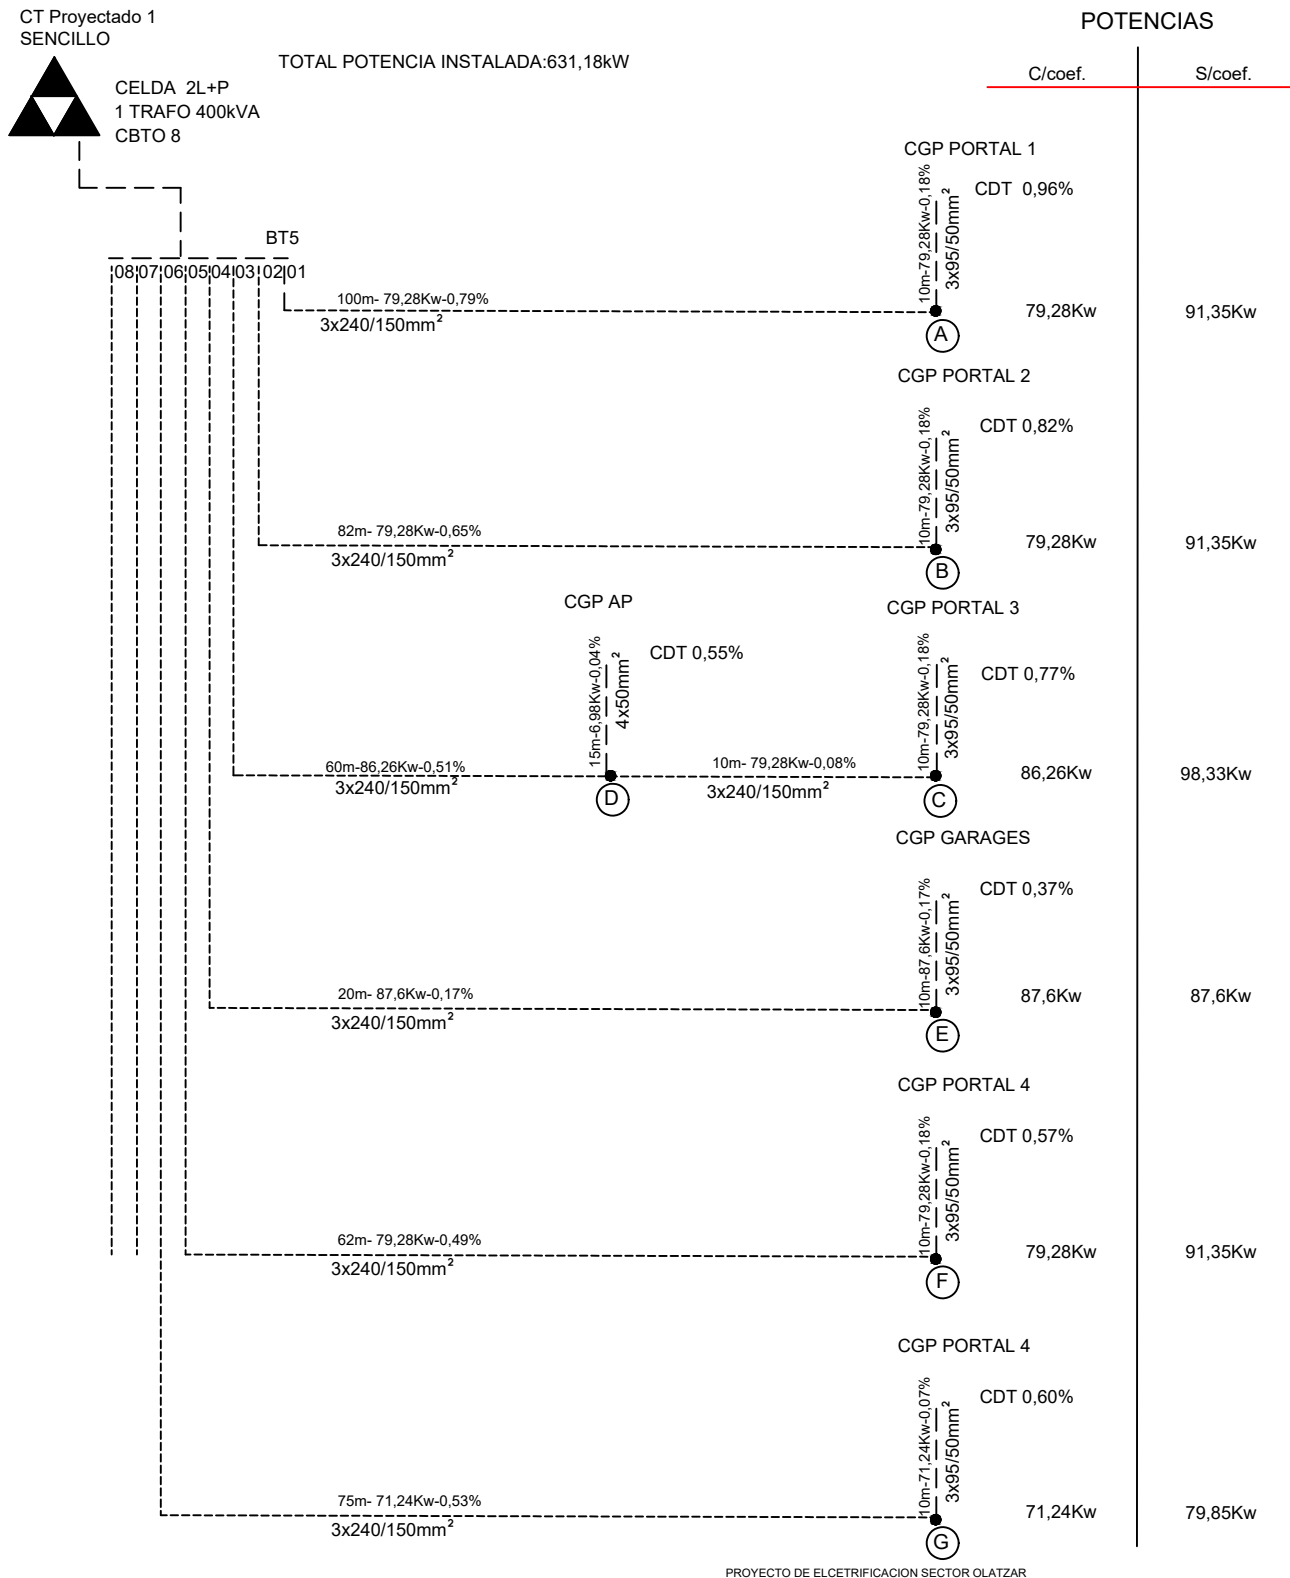 CT Proyectado 1
SENCILLO
CELDA 2L+P
1 TRAFO 400kVA
CBTO 8
TOTAL POTENCIA INSTALADA:631,18kW
POTENCIAS
C/coef.
S/coef.
BT5
08 07 06 05 04 03 02 01
CGP PORTAL 1
CDT 0,96%
10m-79,28Kw-0,18%
3x95/50mm²
100m- 79,28Kw-0,79%
3x240/150mm²
A
79,28Kw
91,35Kw
CGP PORTAL 2
CDT 0,82%
10m-79,28Kw-0,18%
3x95/50mm²
82m- 79,28Kw-0,65%
3x240/150mm²
B
79,28Kw
91,35Kw
CGP AP
CDT 0,55%
15m-6,98Kw-0,04%
4x50mm²
60m-86,26Kw-0,51%
3x240/150mm²
D
CGP PORTAL 3
CDT 0,77%
10m-79,28Kw-0,18%
3x95/50mm²
10m- 79,28Kw-0,08%
3x240/150mm²
C
86,26Kw
98,33Kw
CGP GARAGES
CDT 0,37%
10m-87,6Kw-0,17%
3x95/50mm²
20m- 87,6Kw-0,17%
3x240/150mm²
E
87,6Kw
87,6Kw
CGP PORTAL 4
CDT 0,57%
10m-79,28Kw-0,18%
3x95/50mm²
62m- 79,28Kw-0,49%
3x240/150mm²
F
79,28Kw
91,35Kw
CGP PORTAL 4
CDT 0,60%
10m-71,24Kw-0,07%
3x95/50mm²
75m- 71,24Kw-0,53%
3x240/150mm²
G
71,24Kw
79,85Kw
PROYECTO DE ELCETRIFICACION SECTOR OLATZAR